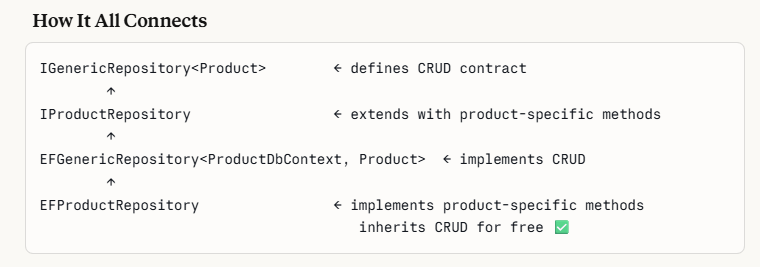 How It All Connects
IGenericRepository<Product>        ← defines CRUD contract
↑
IProductRepository                 ← extends with product-specific methods
↑
EFGenericRepository<ProductDbContext, Product>  ← implements CRUD
↑
EFProductRepository                ← implements product-specific methods
inherits CRUD for free ✅